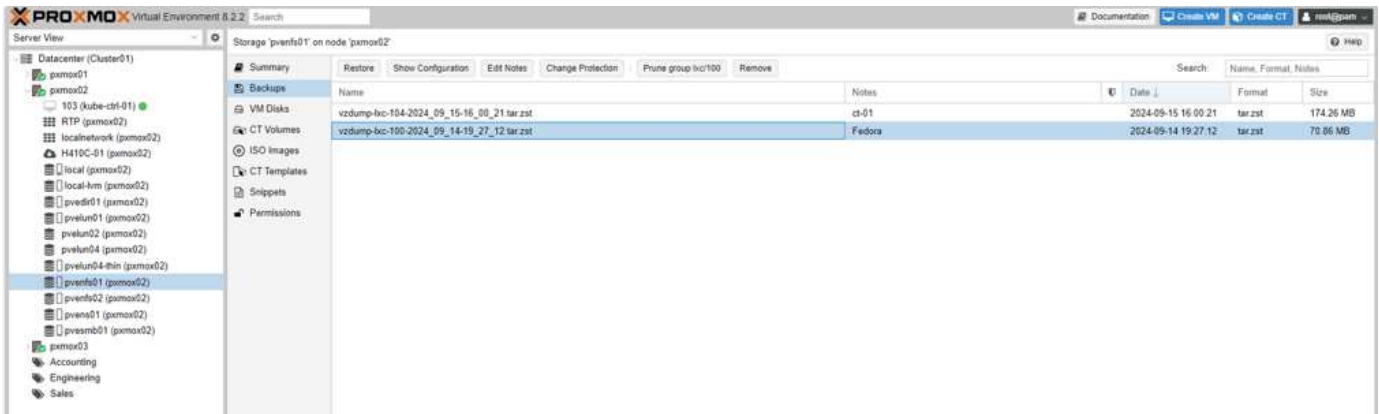 PROXMOX Virtual Environment 8.2.2 Search
Documentation Create VM Create CT root@pam
Server View
Datacenter (Cluster01)
pxmox01
pxmox02
103 (kube-ctrl-01)
RTP (pxmox02)
localnetwork (pxmox02)
H410C-01 (pxmox02)
local (pxmox02)
local-lvm (pxmox02)
pvedir01 (pxmox02)
pvelun01 (pxmox02)
pvelun02 (pxmox02)
pvelun04 (pxmox02)
pvelun04-thin (pxmox02)
pvenfs01 (pxmox02)
pvenfs02 (pxmox02)
pvens01 (pxmox02)
pvesmb01 (pxmox02)
pxmox03
Accounting
Engineering
Sales
Storage 'pvenfs01' on node 'pxmox02'
Help
Summary
Backups
VM Disks
CT Volumes
ISO Images
CT Templates
Snippets
Permissions
Restore Show Configuration Edit Notes Change Protection Prune group lxc/100 Remove Search: Name, Format, Notes
Name Notes Date ↓ Format Size
vzdump-lxc-104-2024_09_15-16_00_21.tar.zst ct-01 2024-09-15 16:00:21 tar.zst 174.26 MB
vzdump-lxc-100-2024_09_14-19_27_12.tar.zst Fedora 2024-09-14 19:27:12 tar.zst 70.86 MB